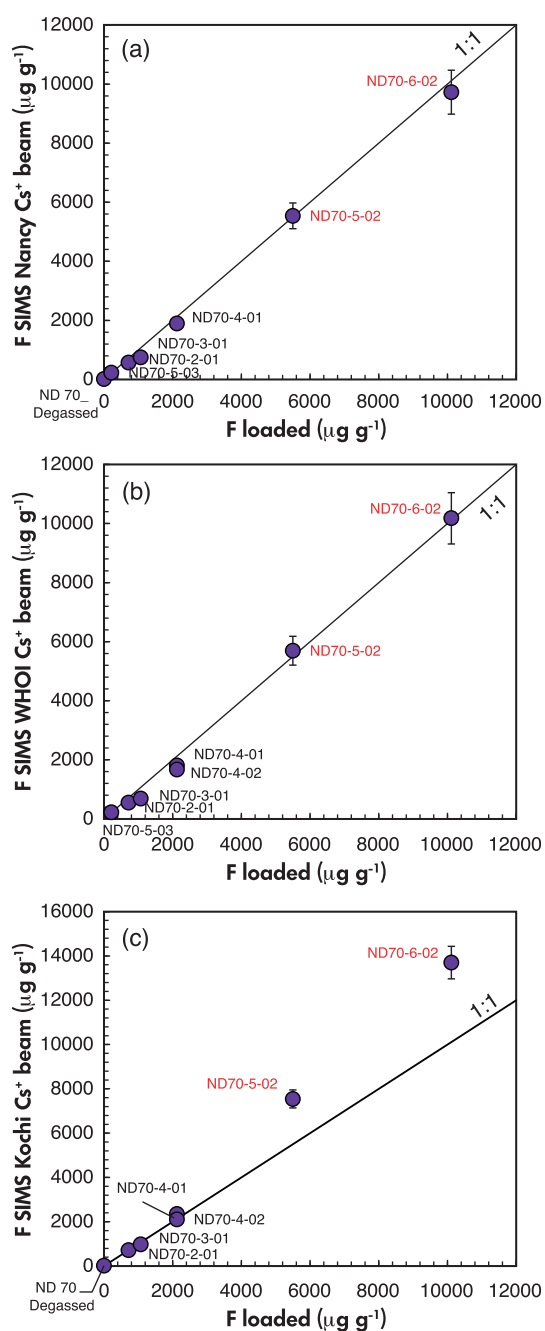 (a)
1:1
F SIMS Nancy Cs⁺ beam (µg g⁻¹)
12000
10000
8000
6000
4000
2000
0
ND70-6-02
ND70-5-02
ND70-4-01
ND70-3-01
ND70-2-01
ND70-5-03
ND 70_
Degassed
0 2000 4000 6000 8000 10000 12000
F loaded (µg g⁻¹)
(b)
1:1
F SIMS WHOI Cs⁺ beam (µg g⁻¹)
12000
10000
8000
6000
4000
2000
0
ND70-6-02
ND70-5-02
ND70-4-01
ND70-4-02
ND70-3-01
ND70-2-01
ND70-5-03
0 2000 4000 6000 8000 10000 12000
F loaded (µg g⁻¹)
(c)
1:1
F SIMS Kochi Cs⁺ beam (µg g⁻¹)
16000
14000
12000
10000
8000
6000
4000
2000
0
ND70-6-02
ND70-5-02
ND70-4-01
ND70-4-02
ND70-3-01
ND70-2-01
ND 70
Degassed
0 2000 4000 6000 8000 10000 12000
F loaded (µg g⁻¹)